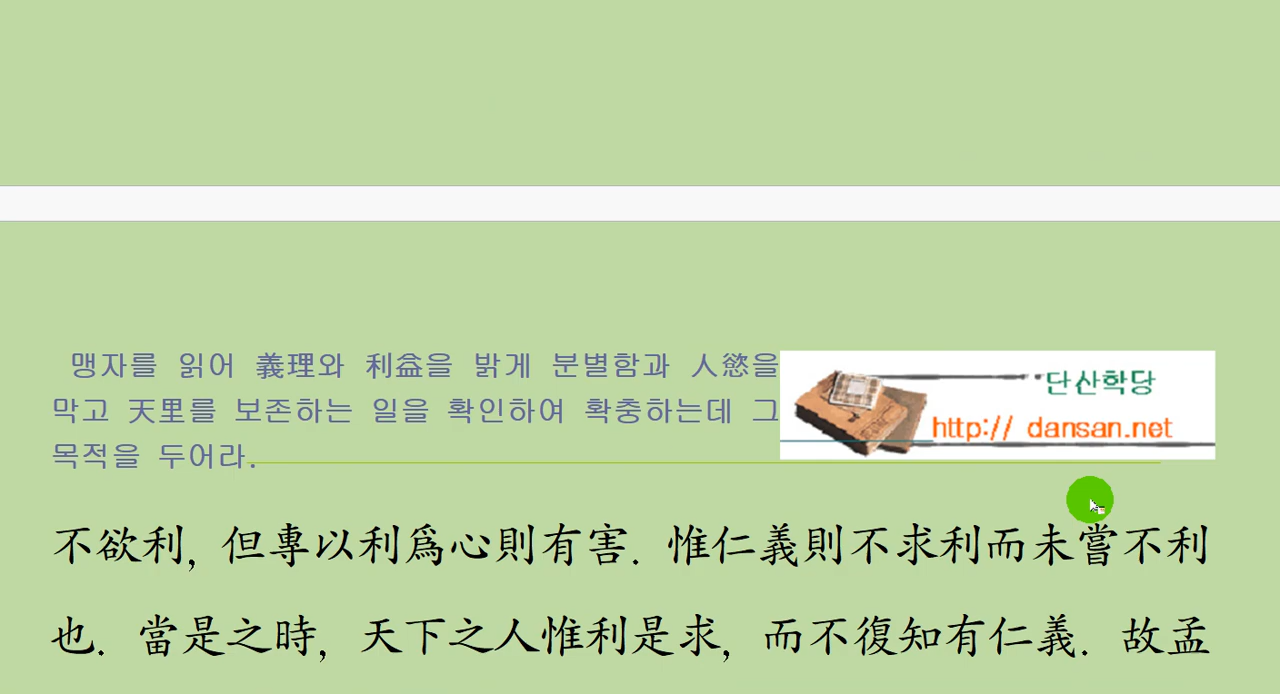 맹자를 읽어 義理와 利益을 밝게 분별함과 人慾을
막고 天里를 보존하는 일을 확인하여 확충하는데 그
목적을 두어라.
단산학당
http:// dansan.net
不欲利, 但專以利爲心則有害. 惟仁義則不求利而未嘗不利
也. 當是之時, 天下之人惟利是求, 而不復知有仁義. 故孟